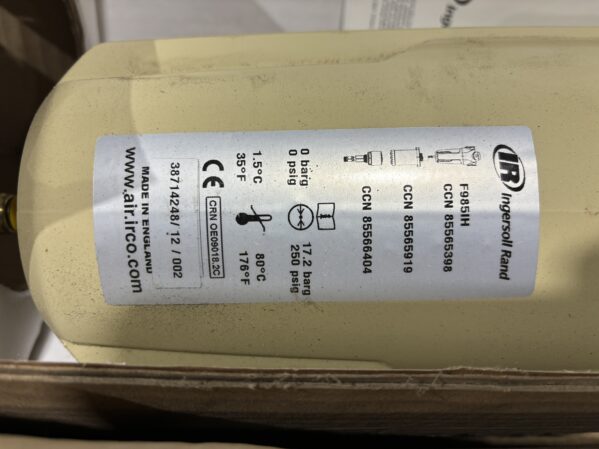 IR Ingersoll Rand
F985IH
CCN 85565398
CCN 85565919
CCN 85566404
0 barg 17.2 barg
0 psig 250 psig
1.5°C 80°C
35°F 176°F
CE CRN OE09018.2C
38714248/ 12 / 002
MADE IN ENGLAND
www.air.irco.com